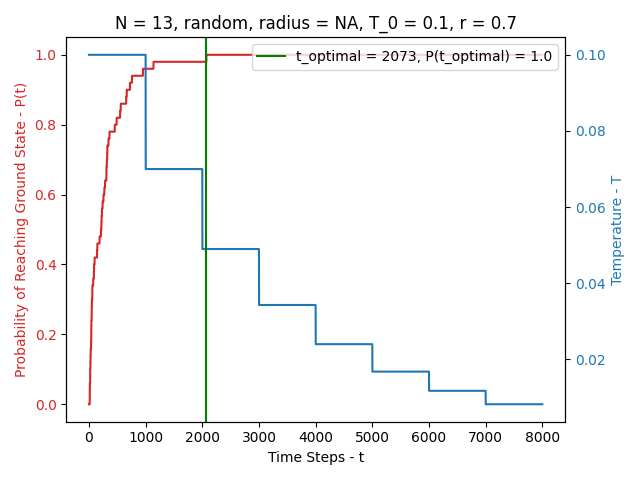 N = 13, random, radius = NA, T_0 = 0.1, r = 0.7
t_optimal = 2073, P(t_optimal) = 1.0
Probability of Reaching Ground State - P(t)
1.0
0.8
0.6
0.4
0.2
0.0
0.10
0.08
0.06
0.04
0.02
Temperature - T
0 1000 2000 3000 4000 5000 6000 7000 8000
Time Steps - t